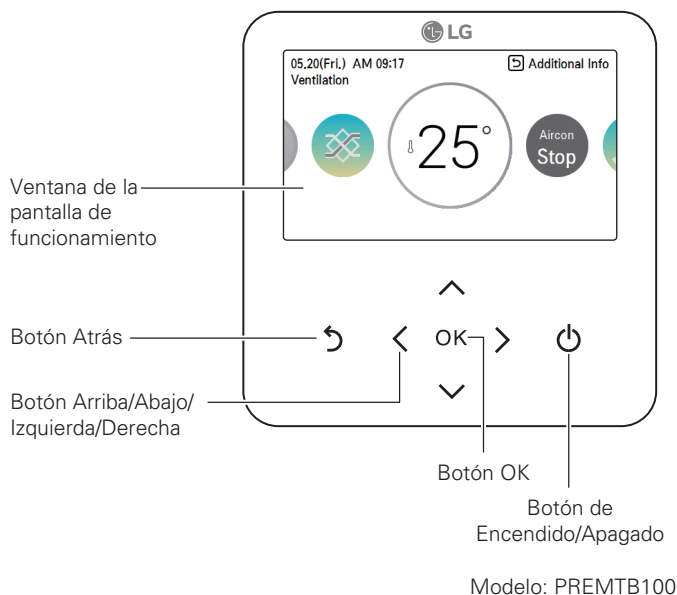 LG
05.20(Fri.) AM 09:17 Additional Info
Ventilation
25°
Aircon
Stop
Ventana de la
pantalla de
funcionamiento
Botón Atrás
OK
Botón Arriba/Abajo/
Izquierda/Derecha
Botón OK
Botón de
Encendido/Apagado
Modelo: PREMTB100